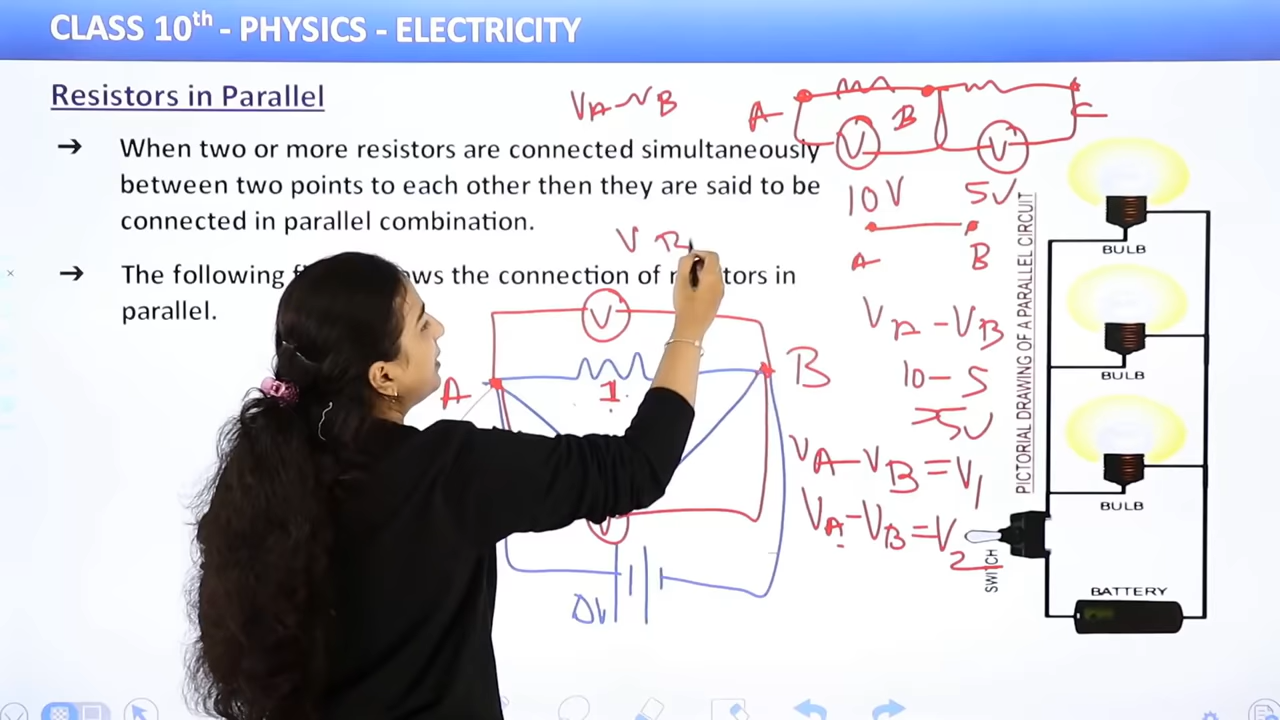 CLASS 10th - PHYSICS - ELECTRICITY
Resistors in Parallel
→ When two or more resistors are connected simultaneously
between two points to each other then they are said to be
connected in parallel combination.
→ The following f ws the connection of r tors in
parallel.
VA ~ VB
A
B
C
V
V
10V
5V
A
B
VA - VB
10 - 5
5V
VA - VB = V1
VA - VB = V2
V B
V
A
1
B
V
ΔV
PICTORIAL DRAWING OF A PARALLEL CIRCUIT
BULB
BULB
BULB
SWITCH
BATTERY